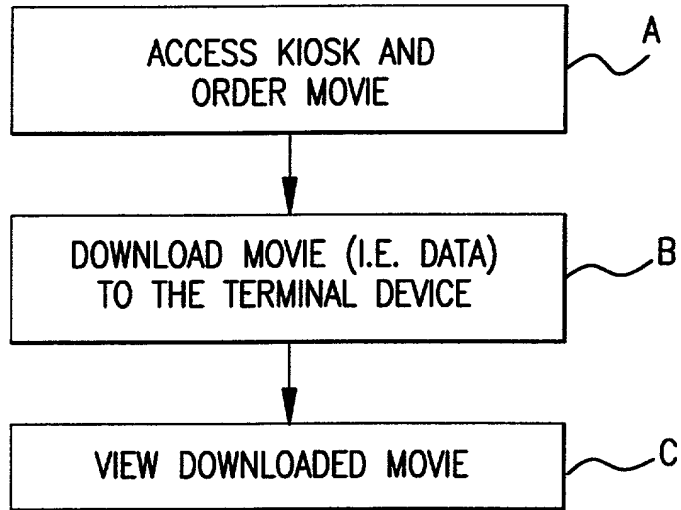 ACCESS KIOSK AND
ORDER MOVIE
A
DOWNLOAD MOVIE (I.E. DATA)
TO THE TERMINAL DEVICE
B
VIEW DOWNLOADED MOVIE
C